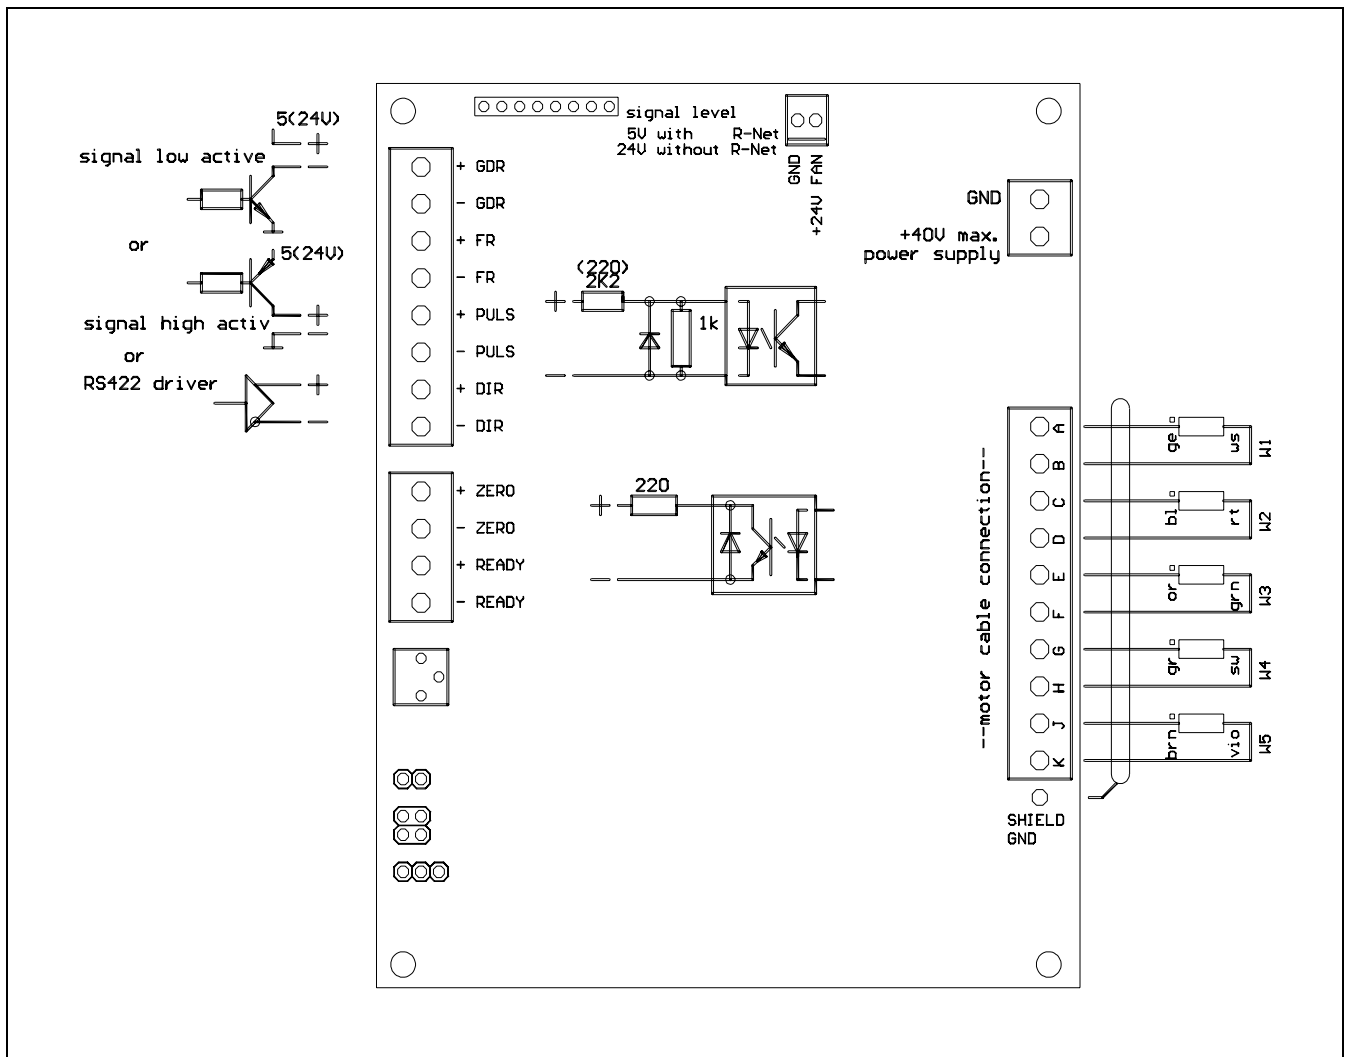 5(24V)
+
signal low active
-
or
5(24V)
+
signal high activ
-
or
RS422 driver
+
-
signal level
5V with R-Net
24V without R-Net
GND
+24V FAN
+ GDR
- GDR
+ FR
- FR
+ PULS
- PULS
+ DIR
- DIR
+ ZERO
- ZERO
+ READY
- READY
(220)
2K2
+
1k
-
220
+
-
GND
+40V max.
power supply
--motor cable connection--
A
B
C
D
E
F
G
H
J
K
SHIELD
GND
ge ws W1
bl rt W2
or grn W3
gr sw W4
brn vio W5